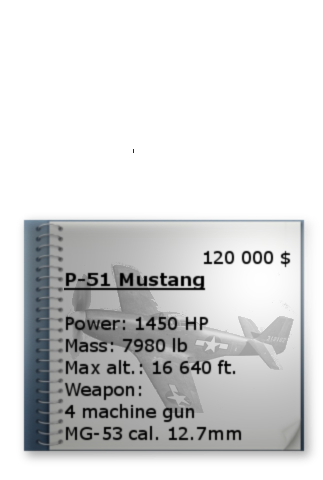 120 000 $
P-51 Mustang
Power: 1450 HP
Mass: 7980 lb
Max alt.: 16 640 ft.
Weapon:
4 machine gun
MG-53 cal. 12.7mm